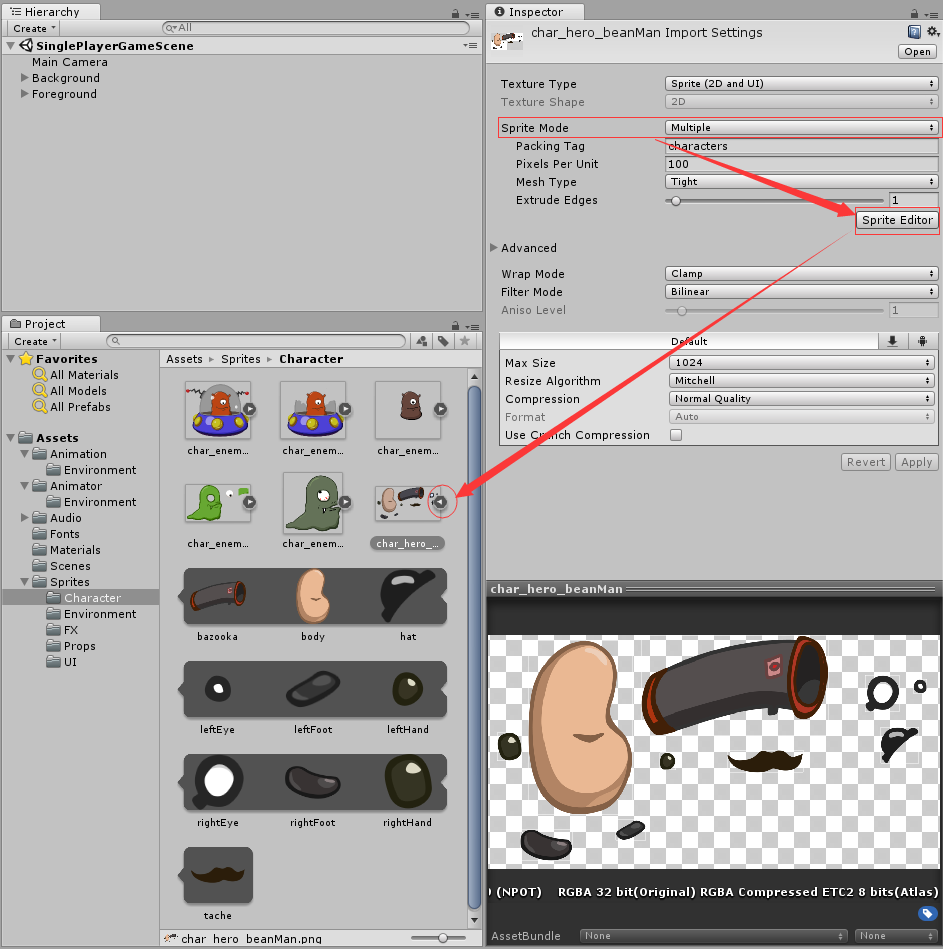 Hierarchy
Create
All
SinglePlayerGameScene
Main Camera
Background
Foreground
Project
Create
Favorites
All Materials
All Models
All Prefabs
Assets
Animation
Environment
Animator
Environment
Audio
Fonts
Materials
Scenes
Sprites
Character
Environment
FX
Props
UI
Assets Sprites Character
char_enem... char_enem... char_enem...
char_enem... char_enem... char_hero_...
bazooka body hat
leftEye leftFoot leftHand
rightEye rightFoot rightHand
tache
char_hero_beanMan.png
Inspector
char_hero_beanMan Import Settings
Open
Texture Type Sprite (2D and UI)
Texture Shape 2D
Sprite Mode Multiple
Packing Tag characters
Pixels Per Unit 100
Mesh Type Tight
Extrude Edges 1
Sprite Editor
Advanced
Wrap Mode Clamp
Filter Mode Bilinear
Aniso Level 1
Default
Max Size 1024
Resize Algorithm Mitchell
Compression Normal Quality
Format Auto
Use Crunch Compression
Revert Apply
char_hero_beanMan
(NPOT) RGBA 32 bit(Original) RGBA Compressed ETC2 8 bits(Atlas)
AssetBundle None None